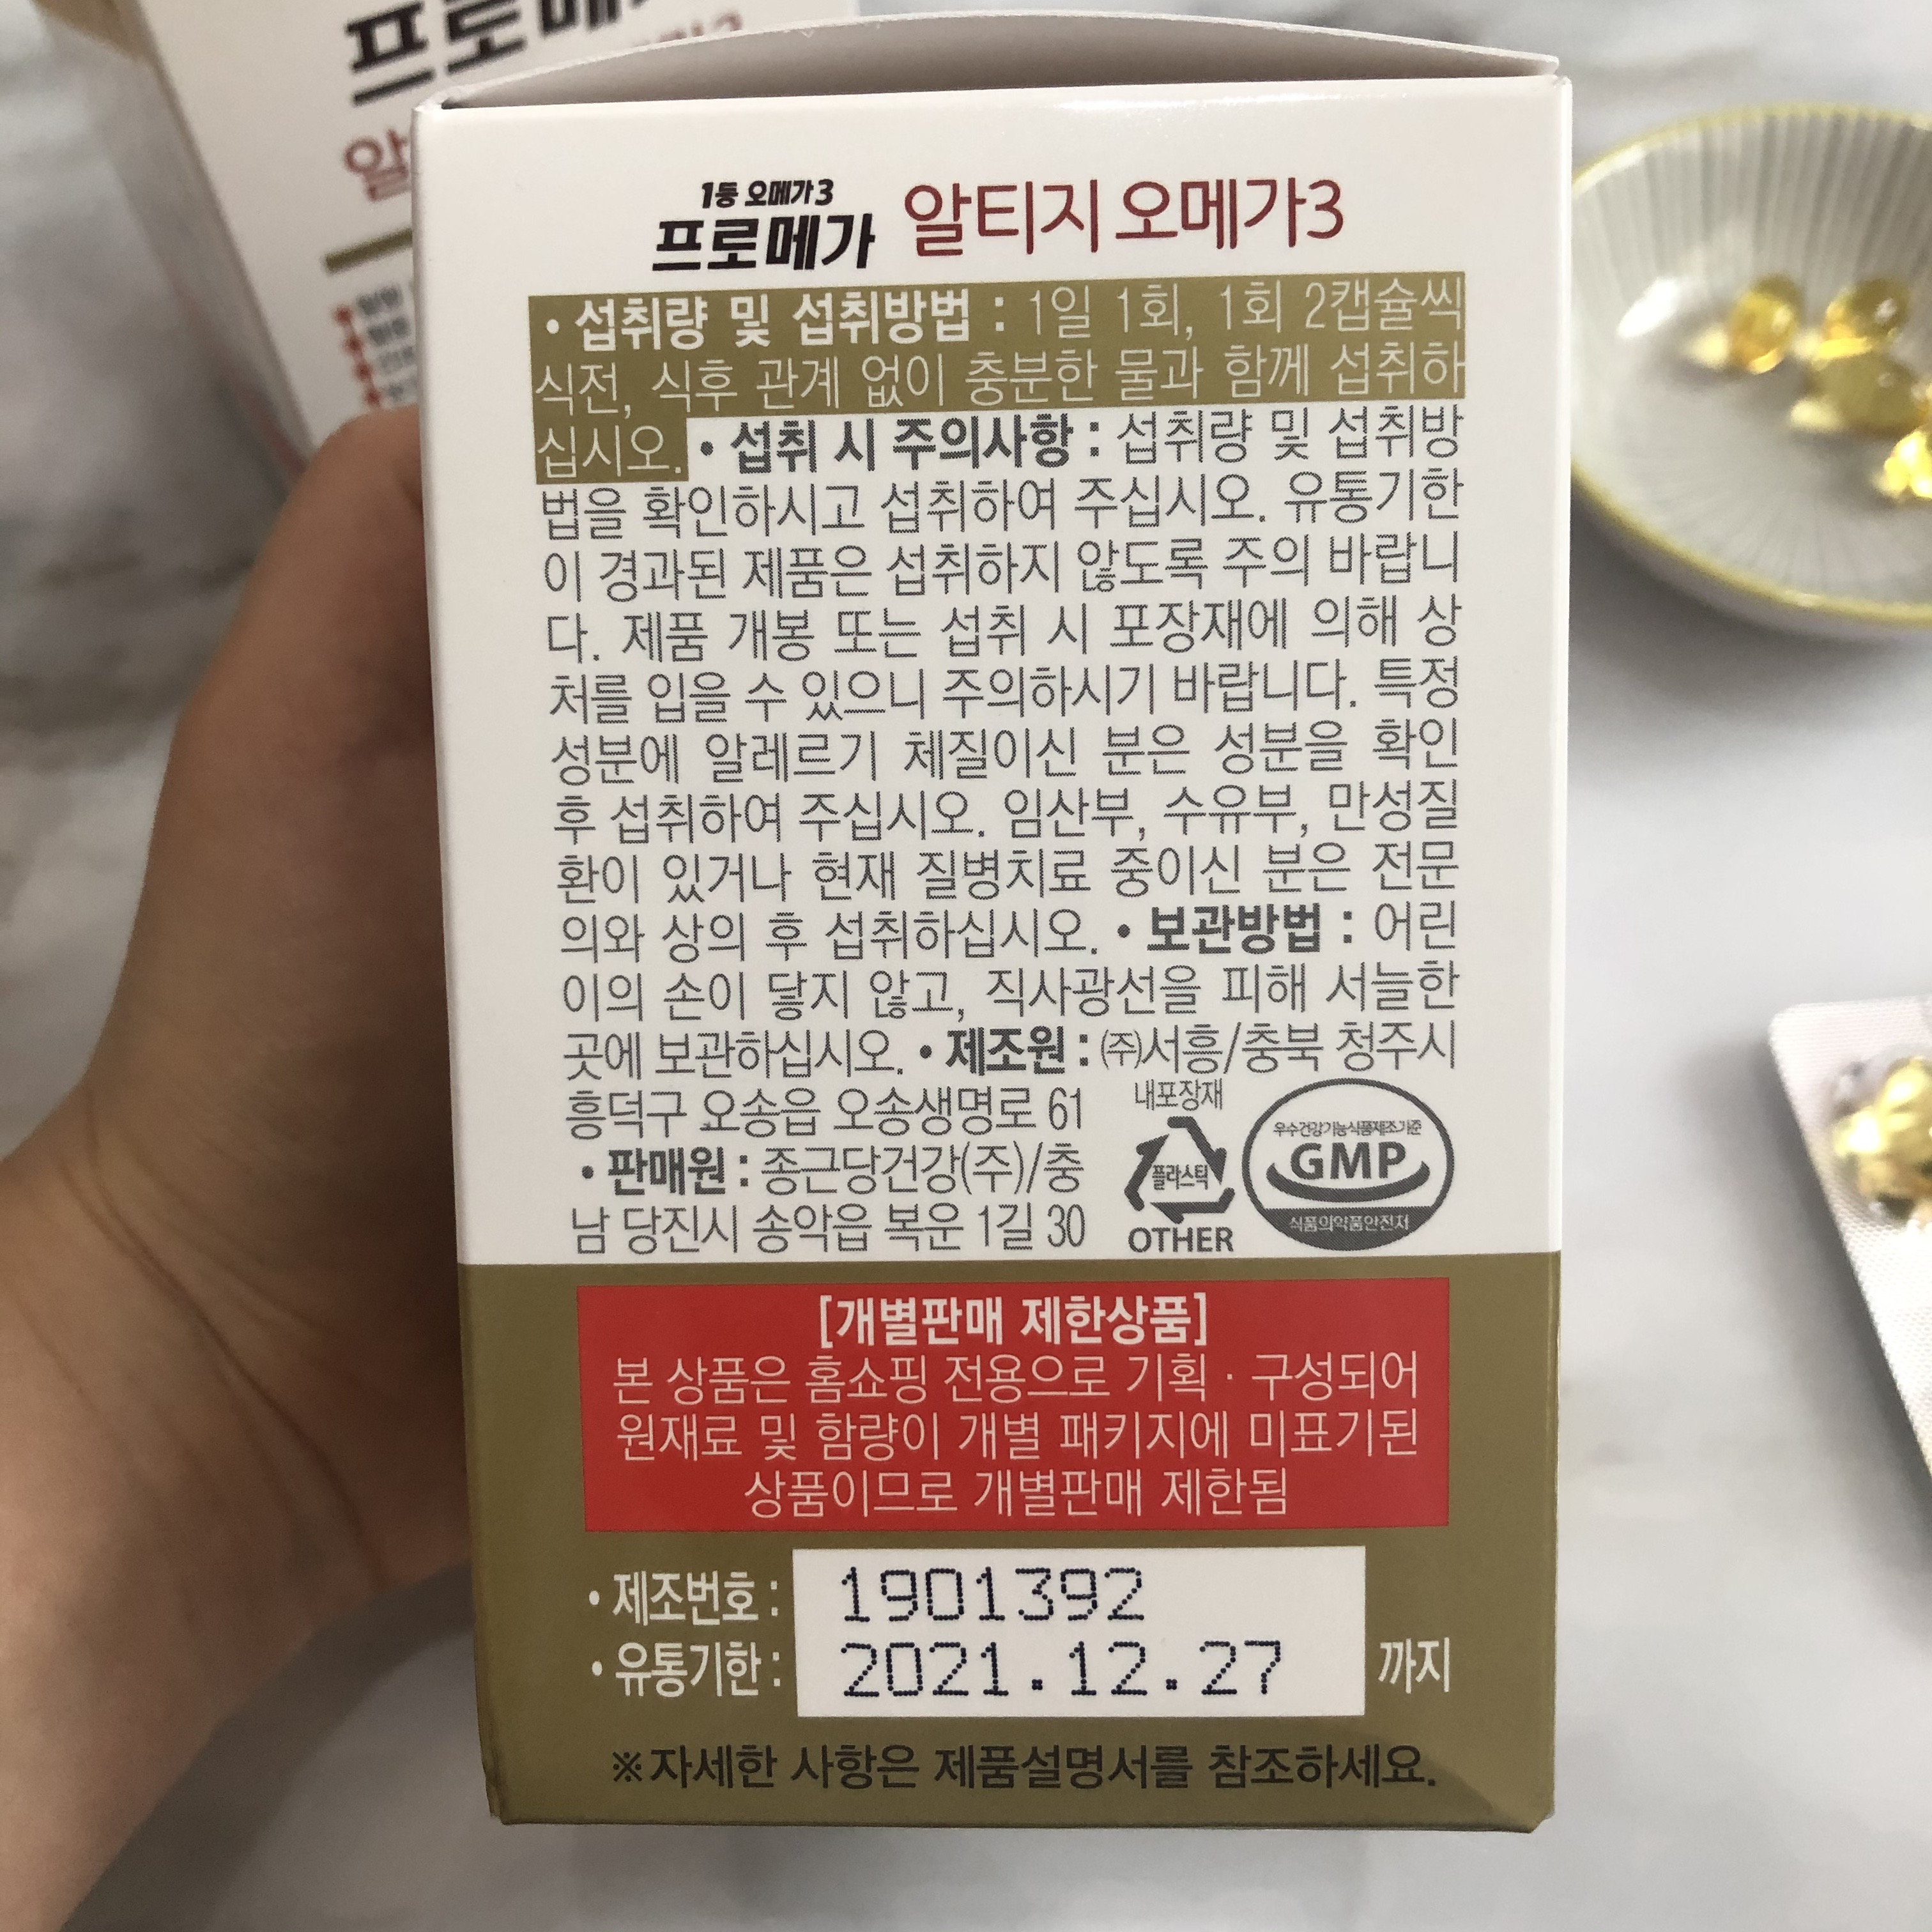 1등 오메가3
프로메가 알티지 오메가3
• 섭취량 및 섭취방법 : 1일 1회, 1회 2캡슐씩
식전, 식후 관계 없이 충분한 물과 함께 섭취하
십시오. • 섭취 시 주의사항 : 섭취량 및 섭취방
법을 확인하시고 섭취하여 주십시오. 유통기한
이 경과된 제품은 섭취하지 않도록 주의 바랍니
다. 제품 개봉 또는 섭취 시 포장재에 의해 상
처를 입을 수 있으니 주의하시기 바랍니다. 특정
성분에 알레르기 체질이신 분은 성분을 확인
후 섭취하여 주십시오. 임산부, 수유부, 만성질
환이 있거나 현재 질병치료 중이신 분은 전문
의와 상의 후 섭취하십시오. • 보관방법 : 어린
이의 손이 닿지 않고, 직사광선을 피해 서늘한
곳에 보관하십시오. • 제조원 : ㈜서흥/충북 청주시
흥덕구 오송읍 오송생명로 61
• 판매원 : 종근당건강(주)/충
남 당진시 송악읍 복운 1길 30
내포장재
플라스틱
OTHER
우수건강기능식품제조기준
GMP
식품의약품안전처
[개별판매 제한상품]
본 상품은 홈쇼핑 전용으로 기획 · 구성되어
원재료 및 함량이 개별 패키지에 미표기된
상품이므로 개별판매 제한됨
• 제조번호 : 1901392
• 유통기한 : 2021.12.27 까지
※자세한 사항은 제품설명서를 참조하세요.